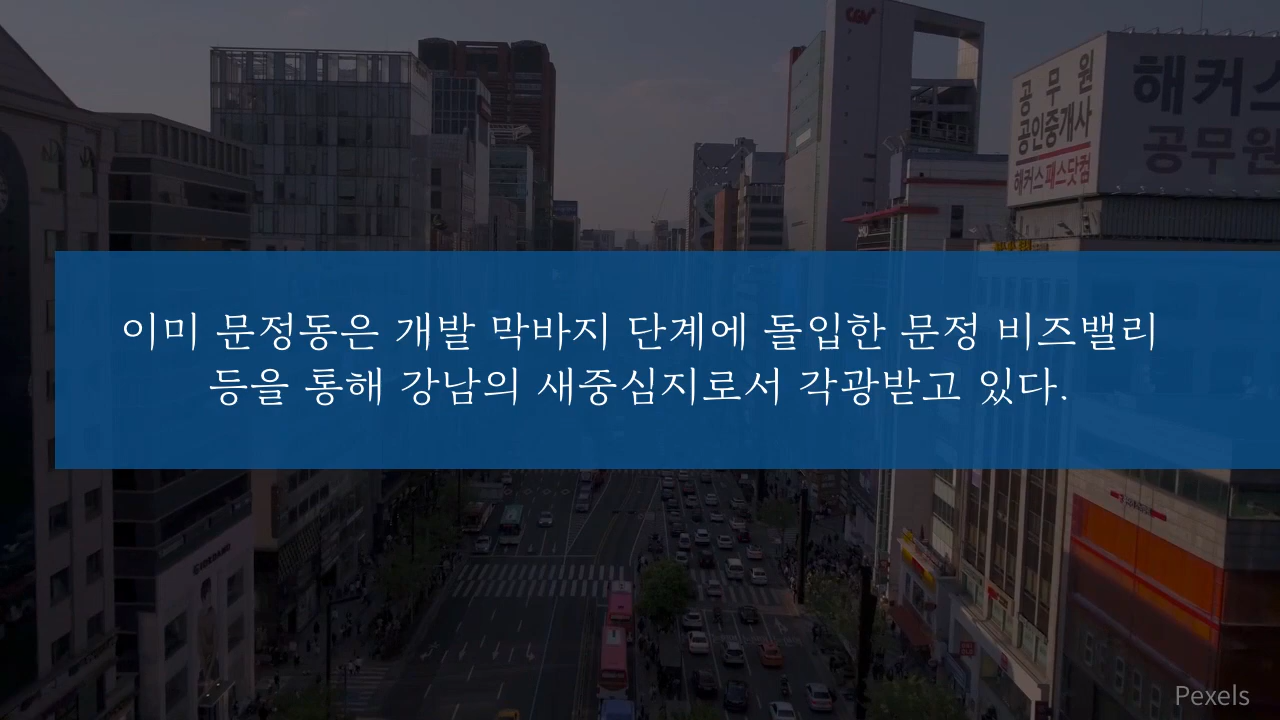 CGV
공 무 원
공인중개사
해커스패스닷컴
해커스
공무원
이미 문정동은 개발 막바지 단계에 돌입한 문정 비즈밸리
등을 통해 강남의 새중심지로서 각광받고 있다.
Pexels